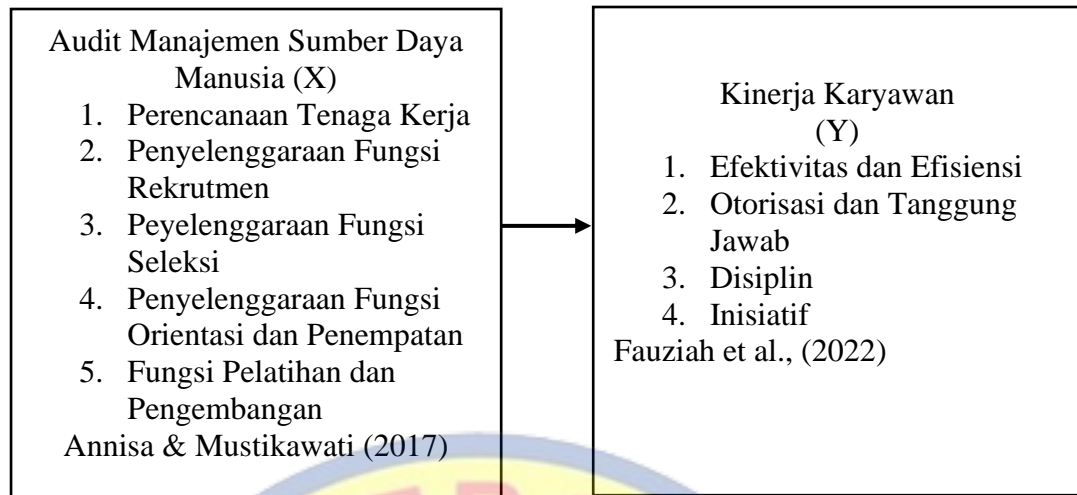 Audit Manajemen Sumber Daya
Manusia (X)
1. Perencanaan Tenaga Kerja
2. Penyelenggaraan Fungsi
Rekrutmen
3. Peyelenggaraan Fungsi
Seleksi
4. Penyelenggaraan Fungsi
Orientasi dan Penempatan
5. Fungsi Pelatihan dan
Pengembangan
Annisa & Mustikawati (2017)
Kinerja Karyawan
(Y)
1. Efektivitas dan Efisiensi
2. Otorisasi dan Tanggung
Jawab
3. Disiplin
4. Inisiatif
Fauziah et al., (2022)